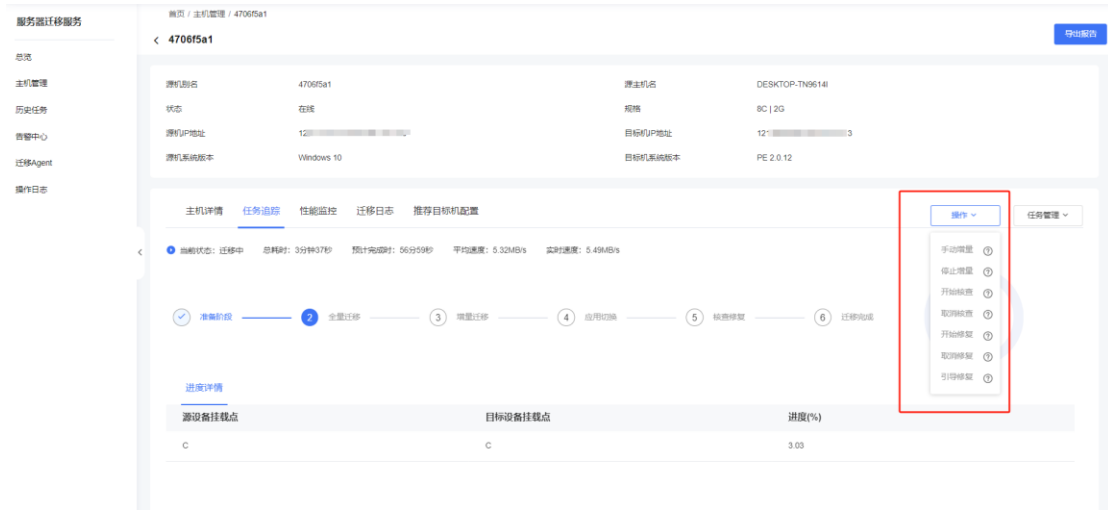 服务器迁移服务
总览
主机管理
历史任务
告警中心
迁移Agent
操作日志
首页 / 主机管理 / 4706f5a1
4706f5a1
导出报告
源机别名 4706f5a1 源主机名 DESKTOP-TN9614I
状态 在线 规格 8C | 2G
源机IP地址 12 目标机IP地址 121 3
源机系统版本 Windows 10 目标机系统版本 PE 2.0.12
主机详情 任务追踪 性能监控 迁移日志 推荐目标机配置 操作 任务管理
当前状态：迁移中 总耗时：3分钟37秒 预计完成时：56分59秒 平均速度：5.32MB/s 实时速度：5.49MB/s
手动增量
停止增量
开始核查
取消核查
开始修复
取消修复
引导修复
准备阶段 2 全量迁移 3 增量迁移 4 应用切换 5 核查修复 6 迁移完成
进度详情
源设备挂载点 目标设备挂载点 进度(%)
C C 3.03